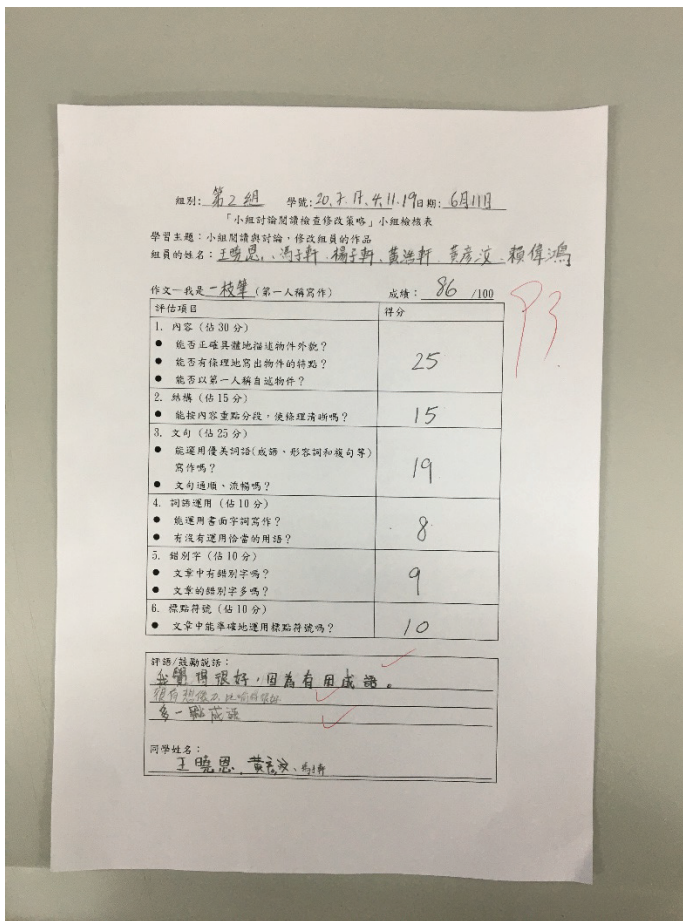 組別: 第2組 學號: 20.7.17.4.11.19 日期: 6月11日
「小組討論閱讀檢查修改策略」小組檢核表
學習主題:小組閱讀與討論,修改組員的作品
組員的姓名: 王曉恩、馮子軒、楊子軒、黃浩軒、黃彥汶、賴偉鴻
作文—我是一枝筆(第一人稱寫作) 成績: 86 /100
評估項目 得分
1. 內容 (佔30分)
● 能否正確具體地描述物件外貌?
● 能否有條理地寫出物件的特點?
● 能否以第一人稱自述物件?
25
2. 結構 (佔15分)
● 能按內容重點分段,使條理清晰嗎?
15
3. 文句 (佔25分)
● 能運用優美詞語(成語、形容詞和複句等)
寫作嗎?
● 文句通順、流暢嗎?
19
4. 詞語運用 (佔10分)
● 能運用書面字詞寫作?
● 有沒有運用恰當的用語?
8
5. 錯別字 (佔10分)
● 文章中有錯別字嗎?
● 文章的錯別字多嗎?
9
6. 標點符號 (佔10分)
● 文章中能準確地運用標點符號嗎?
10
評語/鼓勵說話:
我覺得很好,因為有用成語。
很有想像力
多一點成語
同學姓名:
王曉恩、黃彥汶、馮子軒